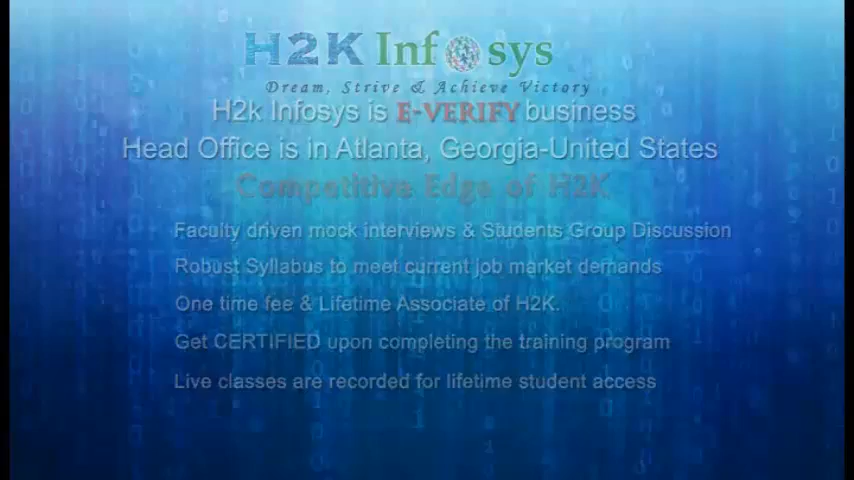 H2K Infosys
Dream, Strive & Achieve Victory
H2k Infosys is E-VERIFY business
Head Office is in Atlanta, Georgia-United States
Competitive Edge of H2K
Faculty driven mock interviews & Students Group Discussion
Robust Syllabus to meet current job market demands
One time fee & Lifetime Associate of H2K.
Get CERTIFIED upon completing the training program
Live classes are recorded for lifetime student access